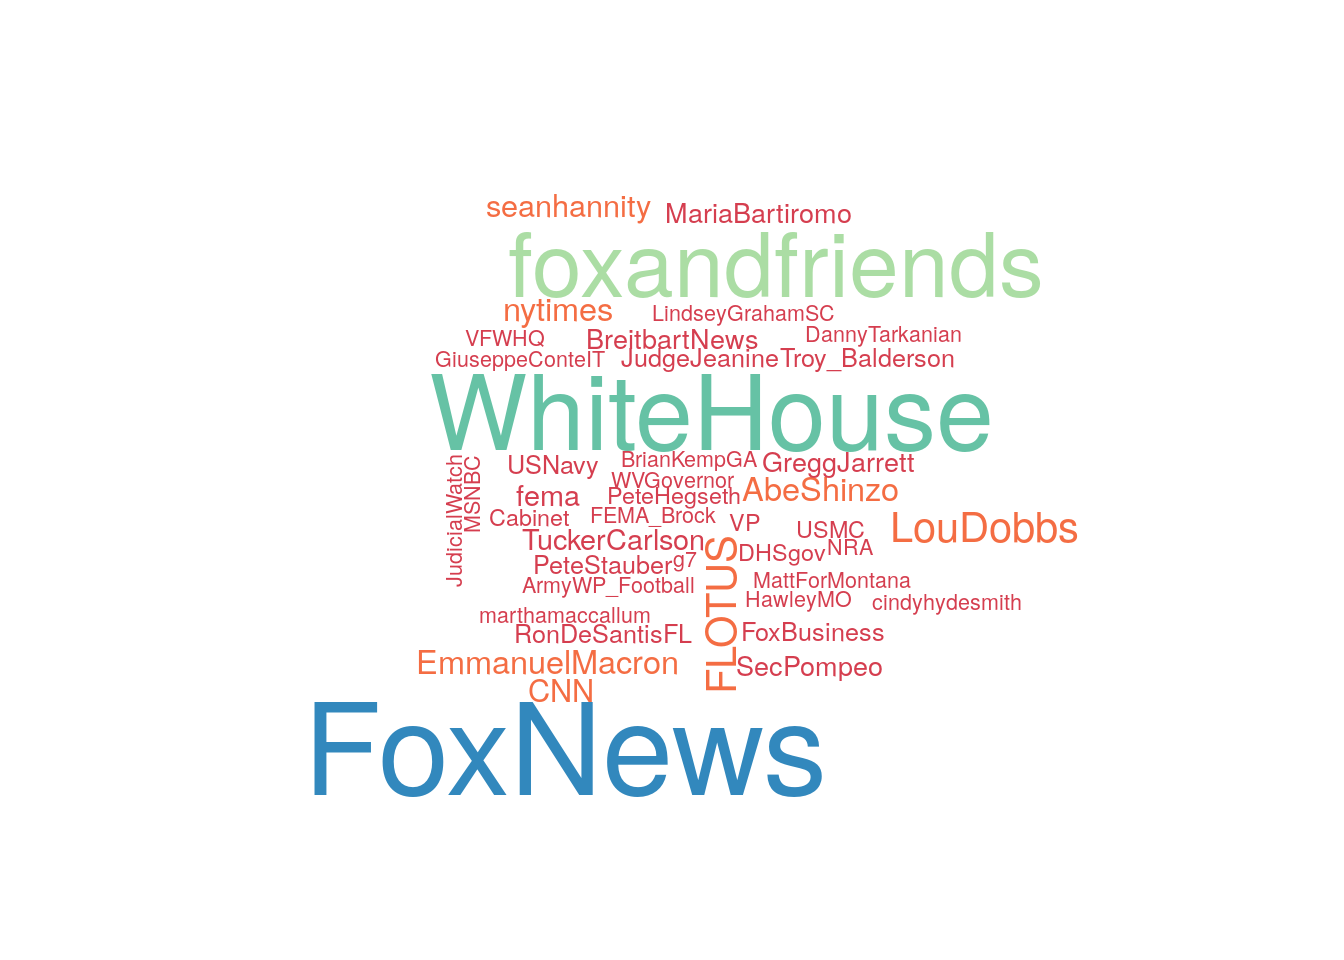 seanhannity MariaBartiromo
foxandfriends
nytimes LindseyGrahamSC
VFWHQ BreitbartNews DannyTarkanian
GiuseppeConteIT JudgeJeanine Troy_Balderson
WhiteHouse
JudicialWatch
MSNBC
USNavy BrianKempGA GreggJarrett
WVGovernor
fema PeteHegseth AbeShinzo
Cabinet FEMA_Brock VP USMC LouDobbs
TuckerCarlson DHSgov NRA
PeteStauber g7
FLOTUS
ArmyWP_Football MattForMontana
HawleyMO cindyhydesmith
marthamaccallum
RonDeSantisFL FoxBusiness
EmmanuelMacron SecPompeo
CNN
FoxNews